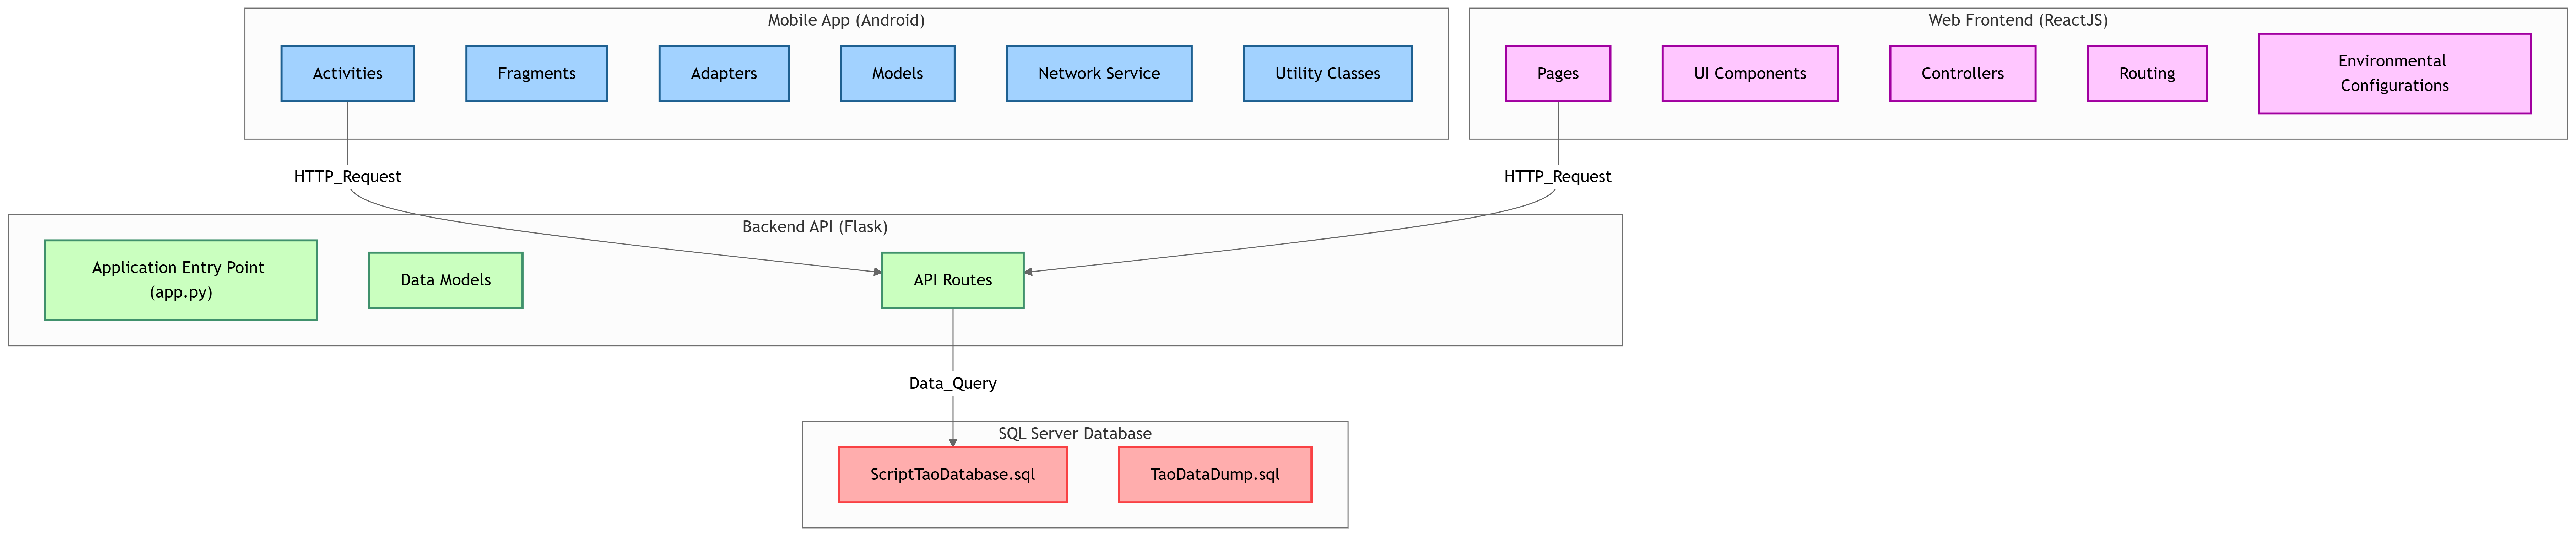 Mobile App (Android)
Activities
Fragments
Adapters
Models
Network Service
Utility Classes
Web Frontend (ReactJS)
Pages
UI Components
Controllers
Routing
Environmental
Configurations
HTTP_Request
HTTP_Request
Backend API (Flask)
Application Entry Point
(app.py)
Data Models
API Routes
Data_Query
SQL Server Database
ScriptTaoDatabase.sql
TaoDataDump.sql